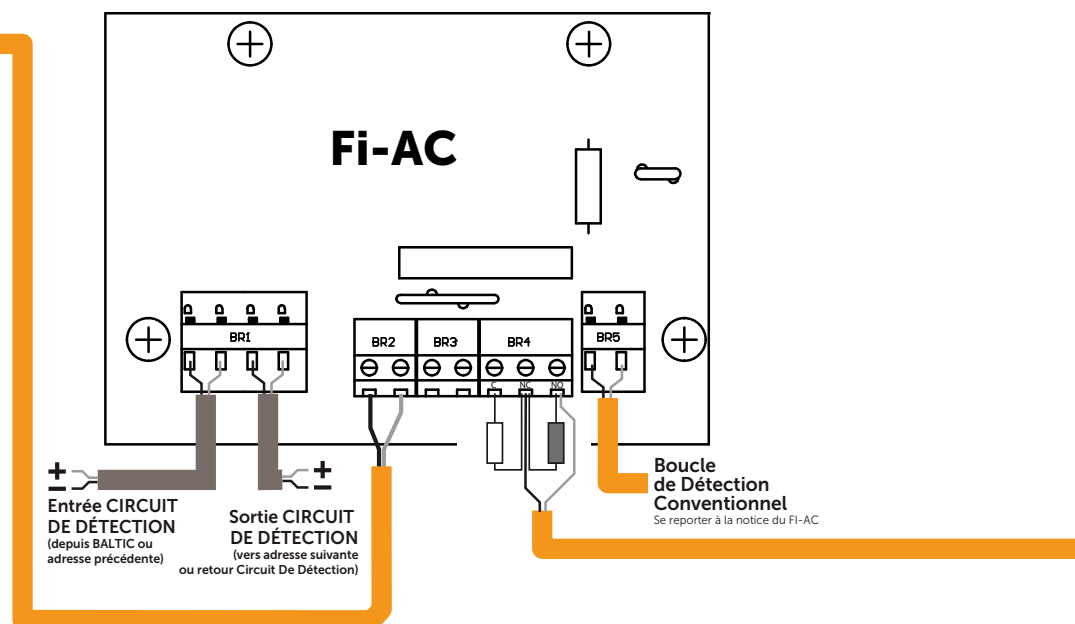 Fi-AC
BR1
BR2
BR3
BR4
BR5
C
NC
NO
+
-
Entrée CIRCUIT
DE DÉTECTION
(depuis BALTIC ou
adresse précédente)
+
-
Sortie CIRCUIT
DE DÉTECTION
(vers adresse suivante
ou retour Circuit De Détection)
Boucle
de Détection
Conventionnel
Se reporter à la notice du FI-AC